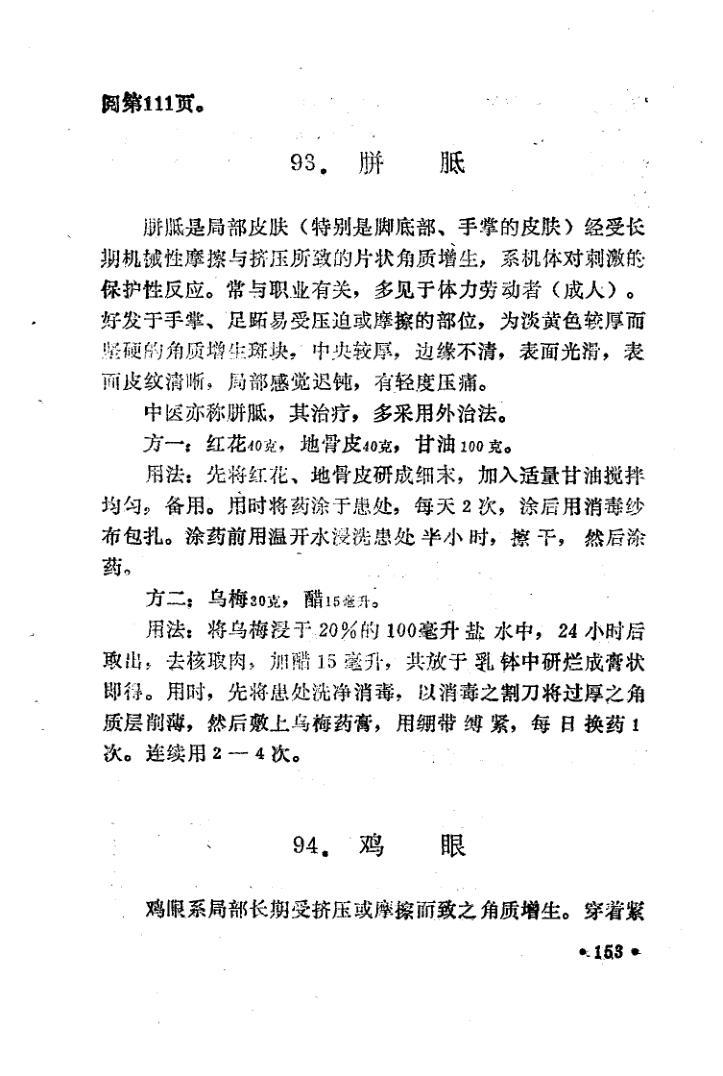 阅第111页。
93．胼 胝
胼胝是局部皮肤（特别是脚底部、手掌的皮肤）经受长
期机械性摩擦与挤压所致的片状角质增生，系机体对刺激的
保护性反应。常与职业有关，多见于体力劳动者（成人）。
好发于手掌、足跖易受压迫或摩擦的部位，为淡黄色较厚而
坚硬的角质增生斑块，中央较厚，边缘不清，表面光滑，表
面皮纹清晰，局部感觉迟钝，有轻度压痛。
中医亦称胼胝，其治疗，多采用外治法。
方一：红花40克，地骨皮40克，甘油100克。
用法：先将红花、地骨皮研成细末，加入适量甘油搅拌
均匀，备用。用时将药涂于患处，每天2次，涂后用消毒纱
布包扎。涂药前用温开水浸洗患处半小时，擦干，然后涂
药。
方二：乌梅30克，醋15毫升。
用法：将乌梅浸于20%的100毫升盐水中，24小时后
取出，去核取肉，加醋15毫升，共放于乳钵中研烂成膏状
即得。用时，先将患处洗净消毒，以消毒之割刀将过厚之角
质层削薄，然后敷上乌梅药膏，用绷带缚紧，每日换药1
次。连续用2—4次。
94．鸡 眼
鸡眼系局部长期受挤压或摩擦而致之角质增生。穿着紧
•153•